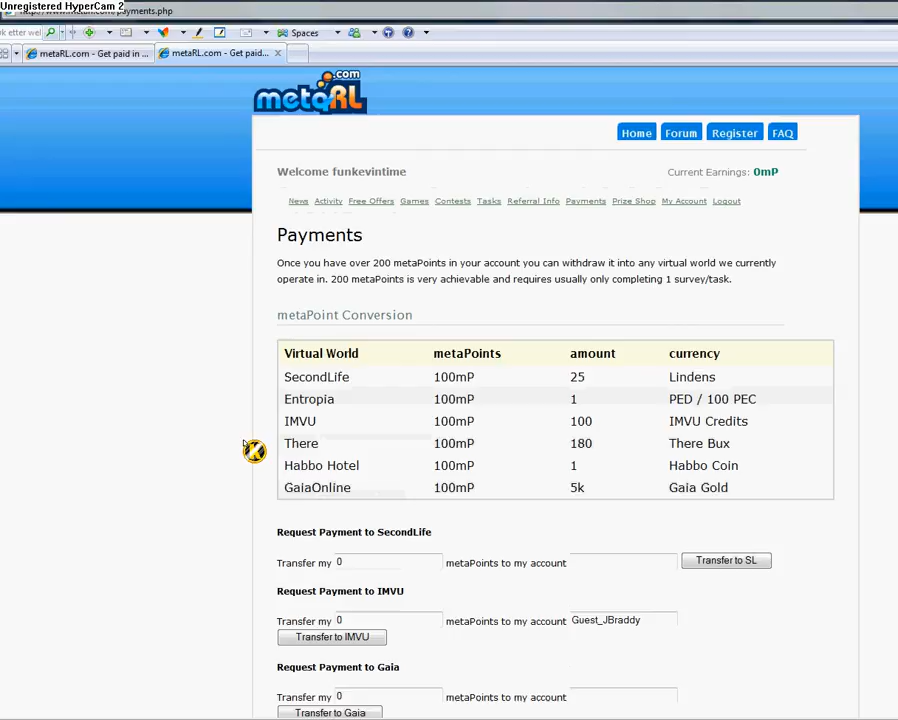 Unregistered HyperCam 2
payments.php
Spaces
metaRL.com - Get paid in ...
metaRL.com - Get paid...
metaRL.com
Home Forum Register FAQ
Welcome funkevintime Current Earnings: 0mP
News Activity Free Offers Games Contests Tasks Referral Info Payments Prize Shop My Account Logout
Payments
Once you have over 200 metaPoints in your account you can withdraw it into any virtual world we currently
operate in. 200 metaPoints is very achievable and requires usually only completing 1 survey/task.
metaPoint Conversion
Virtual World metaPoints amount currency
SecondLife 100mP 25 Lindens
Entropia 100mP 1 PED / 100 PEC
IMVU 100mP 100 IMVU Credits
There 100mP 180 There Bux
Habbo Hotel 100mP 1 Habbo Coin
GaiaOnline 100mP 5k Gaia Gold
Request Payment to SecondLife
Transfer my 0 metaPoints to my account Transfer to SL
Request Payment to IMVU
Transfer my 0 metaPoints to my account Guest_JBraddy
Transfer to IMVU
Request Payment to Gaia
Transfer my 0 metaPoints to my account
Transfer to Gaia